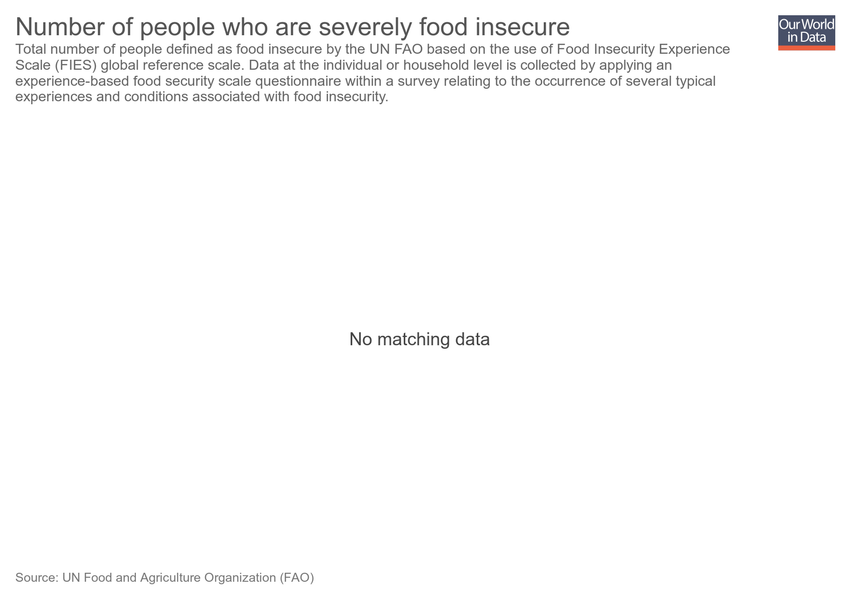 Number of people who are severely food insecure
Our World
in Data
Total number of people defined as food insecure by the UN FAO based on the use of Food Insecurity Experience
Scale (FIES) global reference scale. Data at the individual or household level is collected by applying an
experience-based food security scale questionnaire within a survey relating to the occurrence of several typical
experiences and conditions associated with food insecurity.
No matching data
Source: UN Food and Agriculture Organization (FAO)